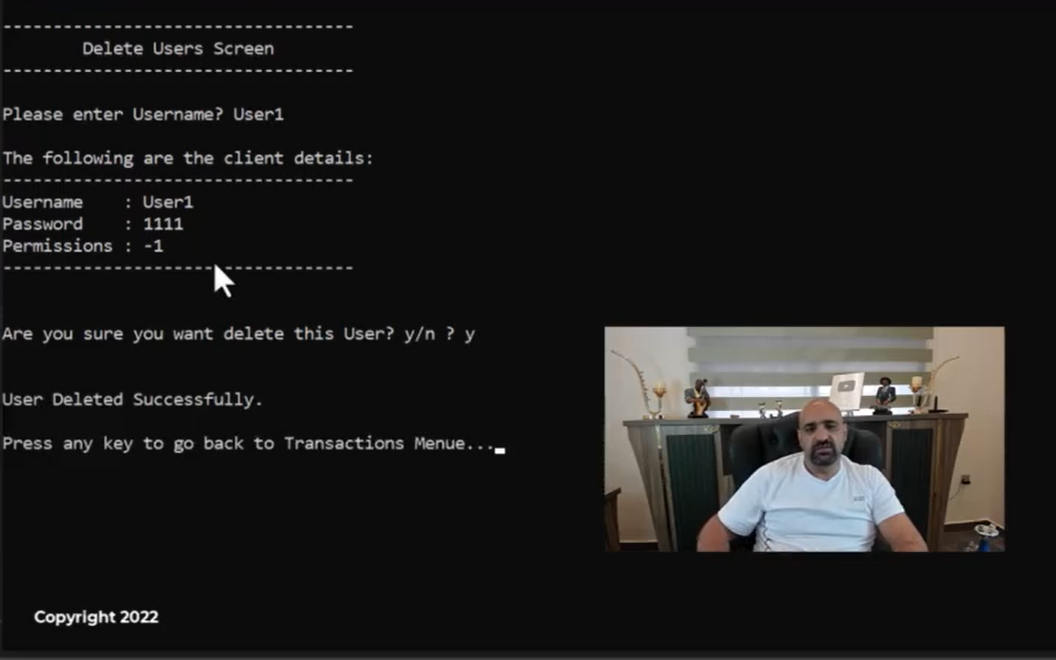 -----------------------------------
Delete Users Screen
-----------------------------------
Please enter Username? User1
The following are the client details:
-----------------------------------
Username    : User1
Password    : 1111
Permissions : -1
-----------------------------------
Are you sure you want delete this User? y/n ? y
User Deleted Successfully.
Press any key to go back to Transactions Menue...
Copyright 2022